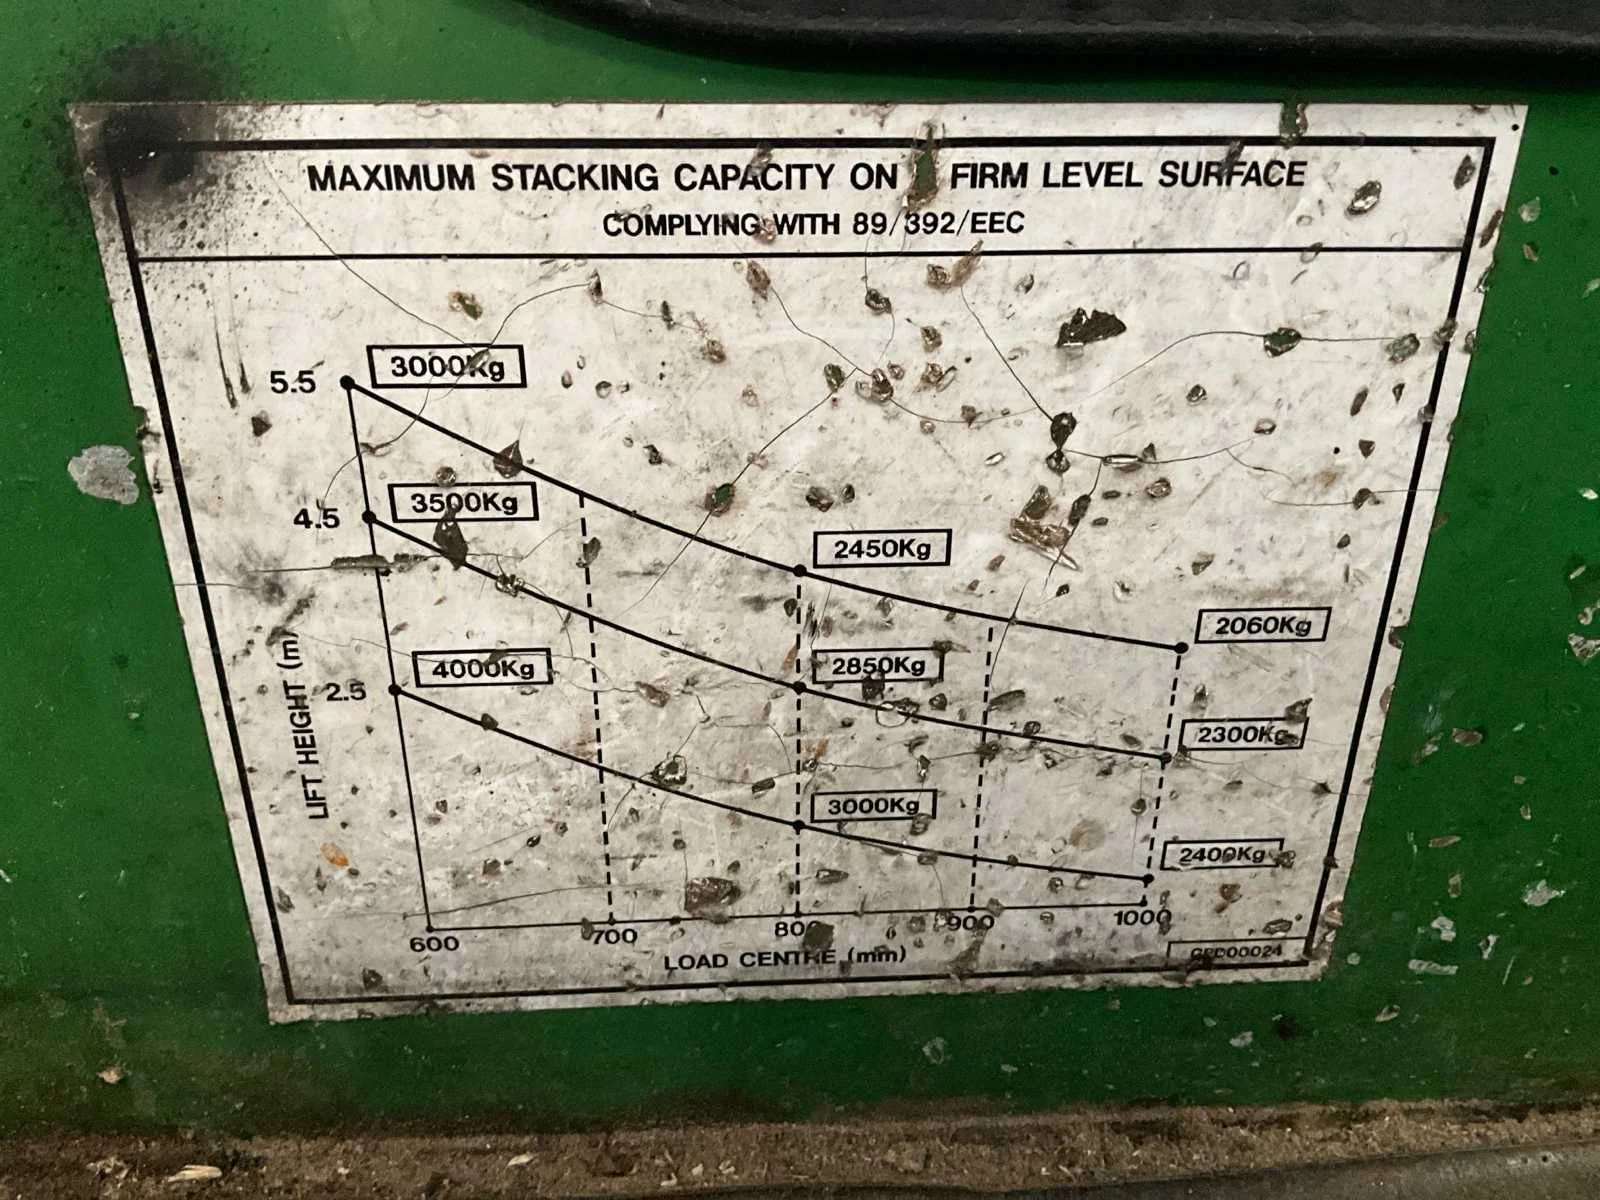 MAXIMUM STACKING CAPACITY ON FIRM LEVEL SURFACE
COMPLYING WITH 89/392/EEC
5.5
3000Kg
4.5
3500Kg
2450Kg
2060Kg
LIFT HEIGHT (m)
2.5
4000Kg
2850Kg
2300Kg
3000Kg
2400Kg
600
700
800
900
1000
LOAD CENTRE (mm)